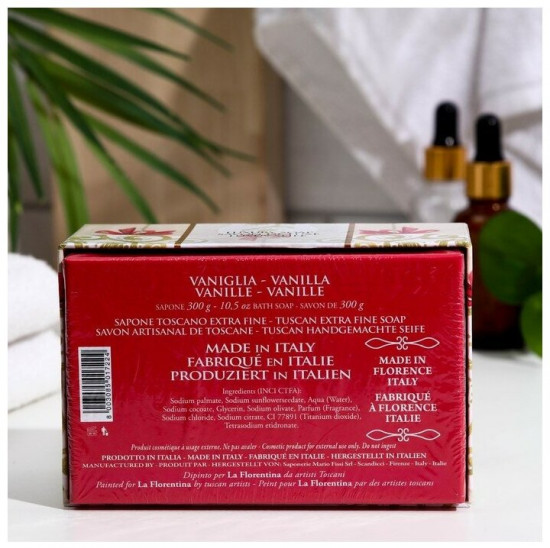 VANIGLIA - VANILLA
VANILLE - VANILLE
SAPONE 300 g - 10,5 oz BATH SOAP - SAVON DE 300 g
SAPONE TOSCANO EXTRA FINE - TUSCAN EXTRA FINE SOAP
SAVON ARTISANAL DE TOSCANE - TUSCAN HANDGEMACHTE SEIFE
MADE IN ITALY
FABRIQUÉ EN ITALIE
PRODUZIERT IN ITALIEN
MADE IN
FLORENCE
ITALY
FABRIQUÉ
À FLORENCE
ITALIE
Ingredients (INCI CTFA):
Sodium palmate, Sodium sunflowerseedate, Aqua (Water),
Sodium cocoate, Glycerin, Sodium olivate, Parfum (Fragrance),
Sodium chloride, Sodium citrate, CI 77891 (Titanium dioxide),
Tetrasodium etidronate.
Produit cosmétique à usage externe. Ne pas avaler - Cosmetic product for external use only. Do not ingest
PRODOTTO IN ITALIA - MADE IN ITALY - FABRIQUÉ EN ITALIE - HERGESTELLT IN ITALIEN
MANUFACTURED BY - PRODUIT PAR - HERGESTELLT VON: Saponerie Mario Fissi Srl - Scandicci - Firenze - Italy - Italie
Dipinto per La Florentina da artisti Toscani
Painted for La Florentina by tuscan artists - Peint pour La Florentina par des artistes toscans